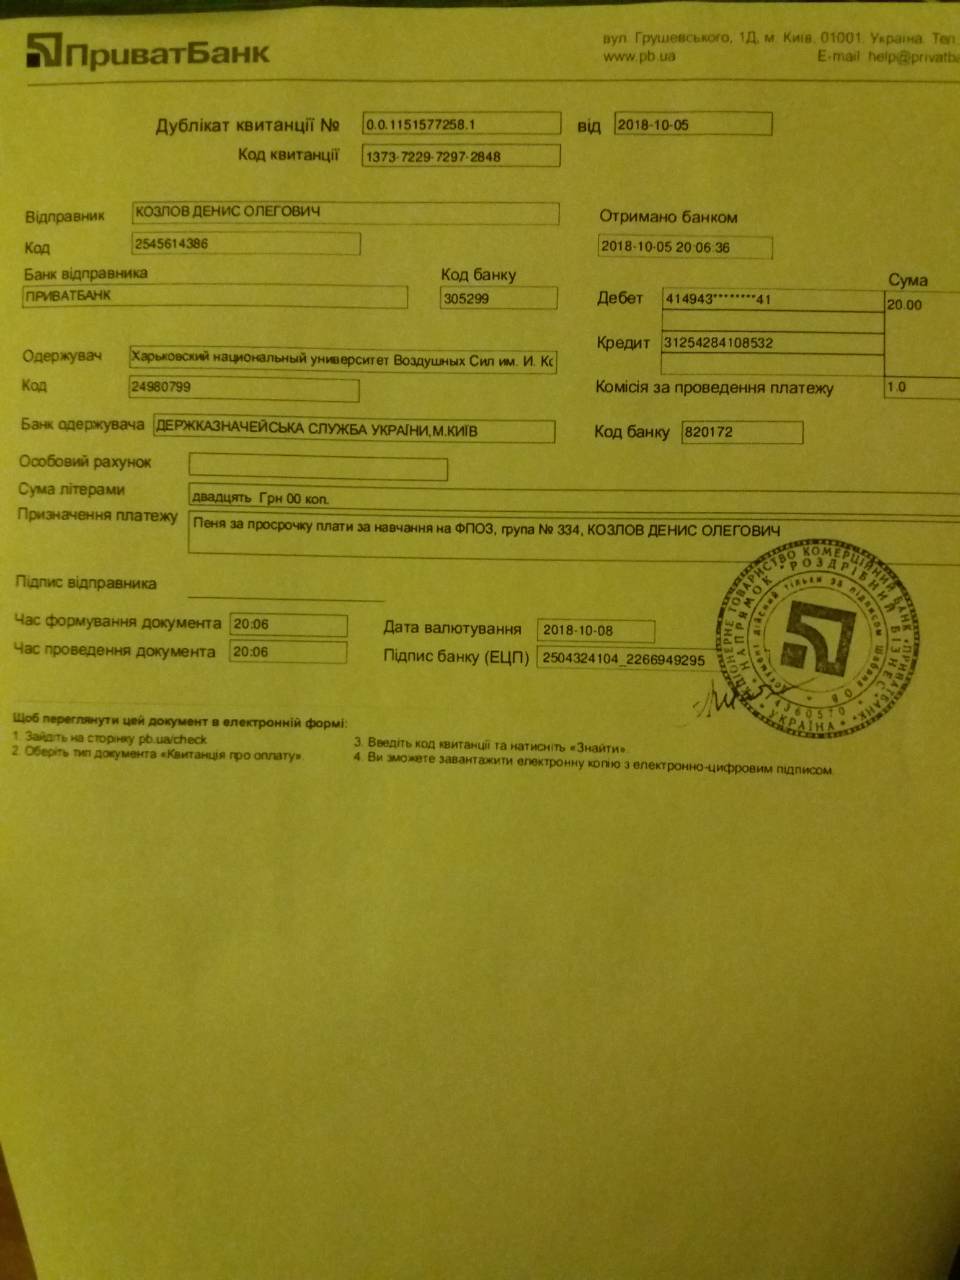 ПриватБанк
вул. Грушевського, 1Д, м. Київ, 01001, Україна. Тел
www.pb.ua E-mail help@privatba
Дублікат квитанції № 0.0.1151577258.1 від 2018-10-05
Код квитанції 1373-7229-7297-2848
Відправник КОЗЛОВ ДЕНИС ОЛЕГОВИЧ Отримано банком
Код 2545614386 2018-10-05 20:06:36
Банк відправника Код банку Сума
ПРИВАТБАНК 305299 Дебет 414943********41 20.00
Кредит 31254284108532
Одержувач Харьковский национальный университет Воздушных Сил им. И. Кс
Код 24980799 Комісія за проведення платежу 1.0
Банк одержувача ДЕРЖКАЗНАЧЕЙСЬКА СЛУЖБА УКРАЇНИ,М.КИЇВ Код банку 820172
Особовий рахунок
Сума літерами двадцять Грн 00 коп.
Призначення платежу Пеня за просрочку плати за навчання на ФПОЗ, група № 334, КОЗЛОВ ДЕНИС ОЛЕГОВИЧ
Підпис відправника
Час формування документа 20:06 Дата валютування 2018-10-08
Час проведення документа 20:06 Підпис банку (ЕЦП) 2504324104_2266949295
АКЦІОНЕРНЕ ТОВАРИСТВО КОМЕРЦІЙНИЙ БАНК «ПРИВАТБАНК»
НАПРЯМОК РОЗДРІБНИЙ БІЗНЕС
дійсний тільки за підписом
14360570
УКРАЇНА
Щоб переглянути цей документ в електронній формі:
1. Зайдіть на сторінку pb.ua/check
2. Оберіть тип документа «Квитанція про оплату».
3. Введіть код квитанції та натисніть «Знайти».
4. Ви зможете завантажити електронну копію з електронно-цифровим підписом.